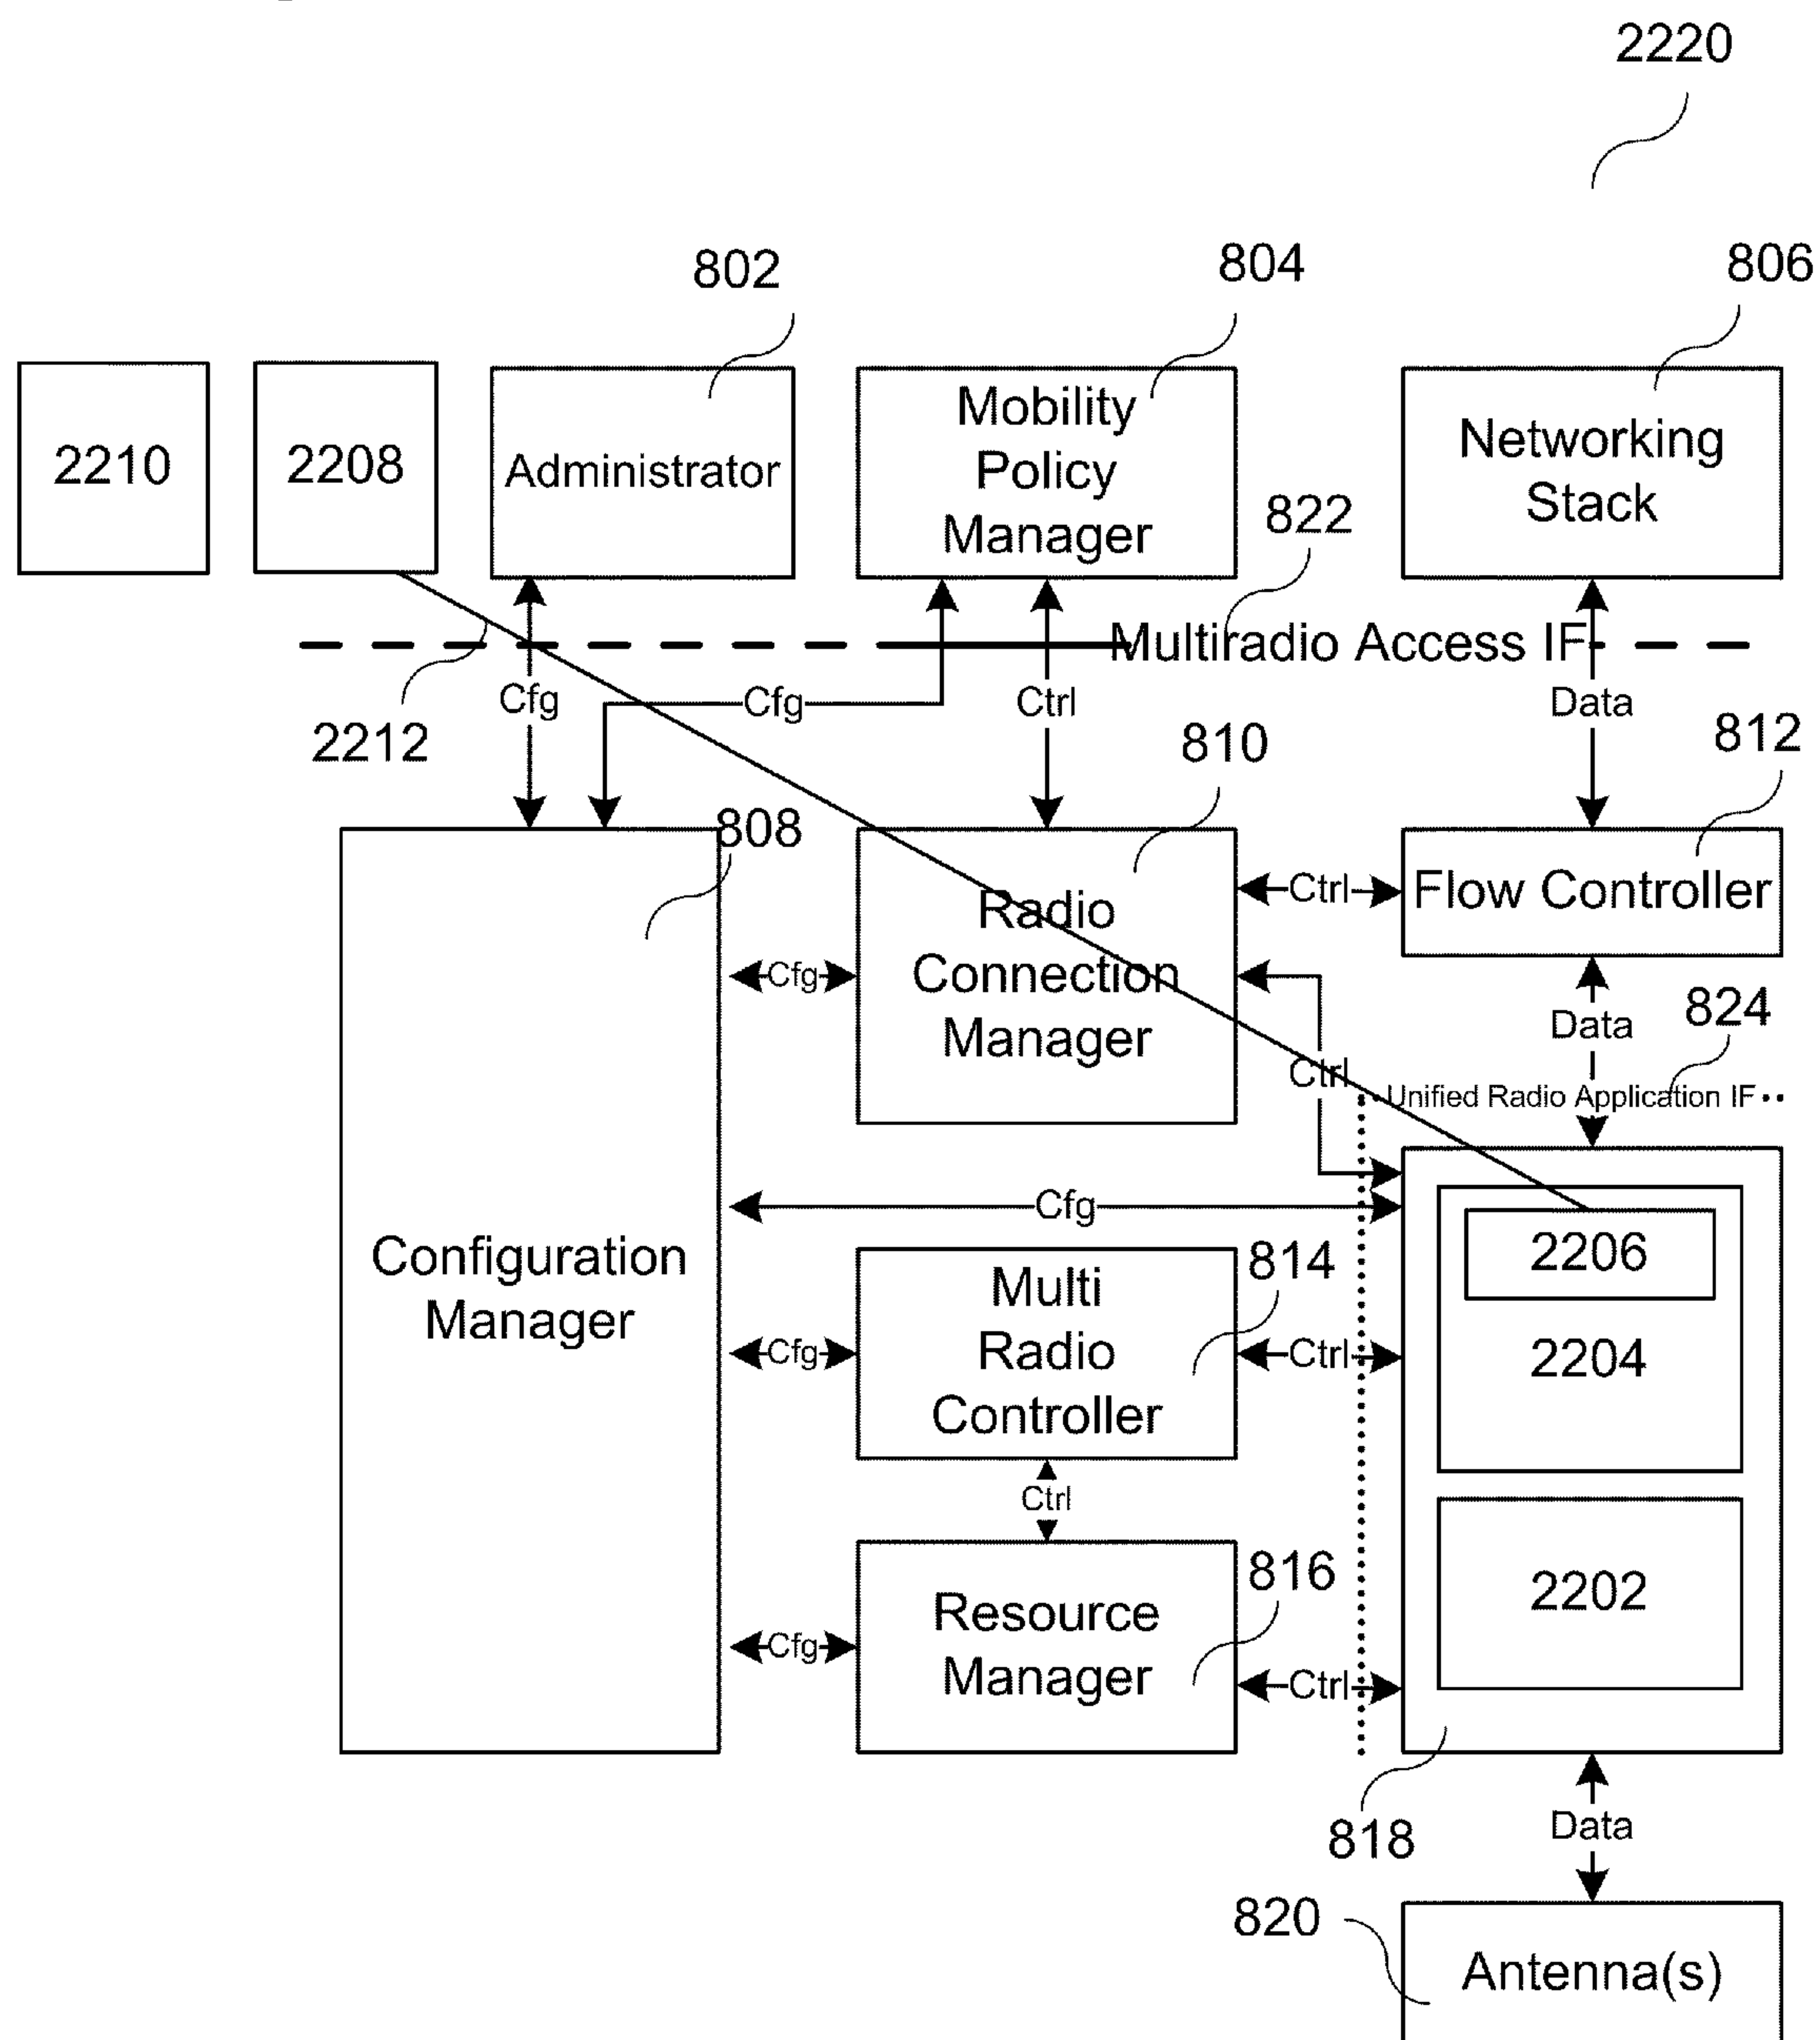 2220
802
804
806
2210
2208
Administrator
Mobility
Policy
Manager
Networking
Stack
822
Multiradio Access IF
2212
Cfg
Cfg
Ctrl
Data
808
810
812
Radio
Connection
Manager
Ctrl
Flow Controller
Cfg
Data
824
Ctrl
Unified Radio Application IF
Cfg
Configuration
Manager
2206
2204
814
Multi
Radio
Controller
Cfg
Ctrl
Ctrl
2202
816
Resource
Manager
Cfg
Ctrl
818
Data
820
Antenna(s)